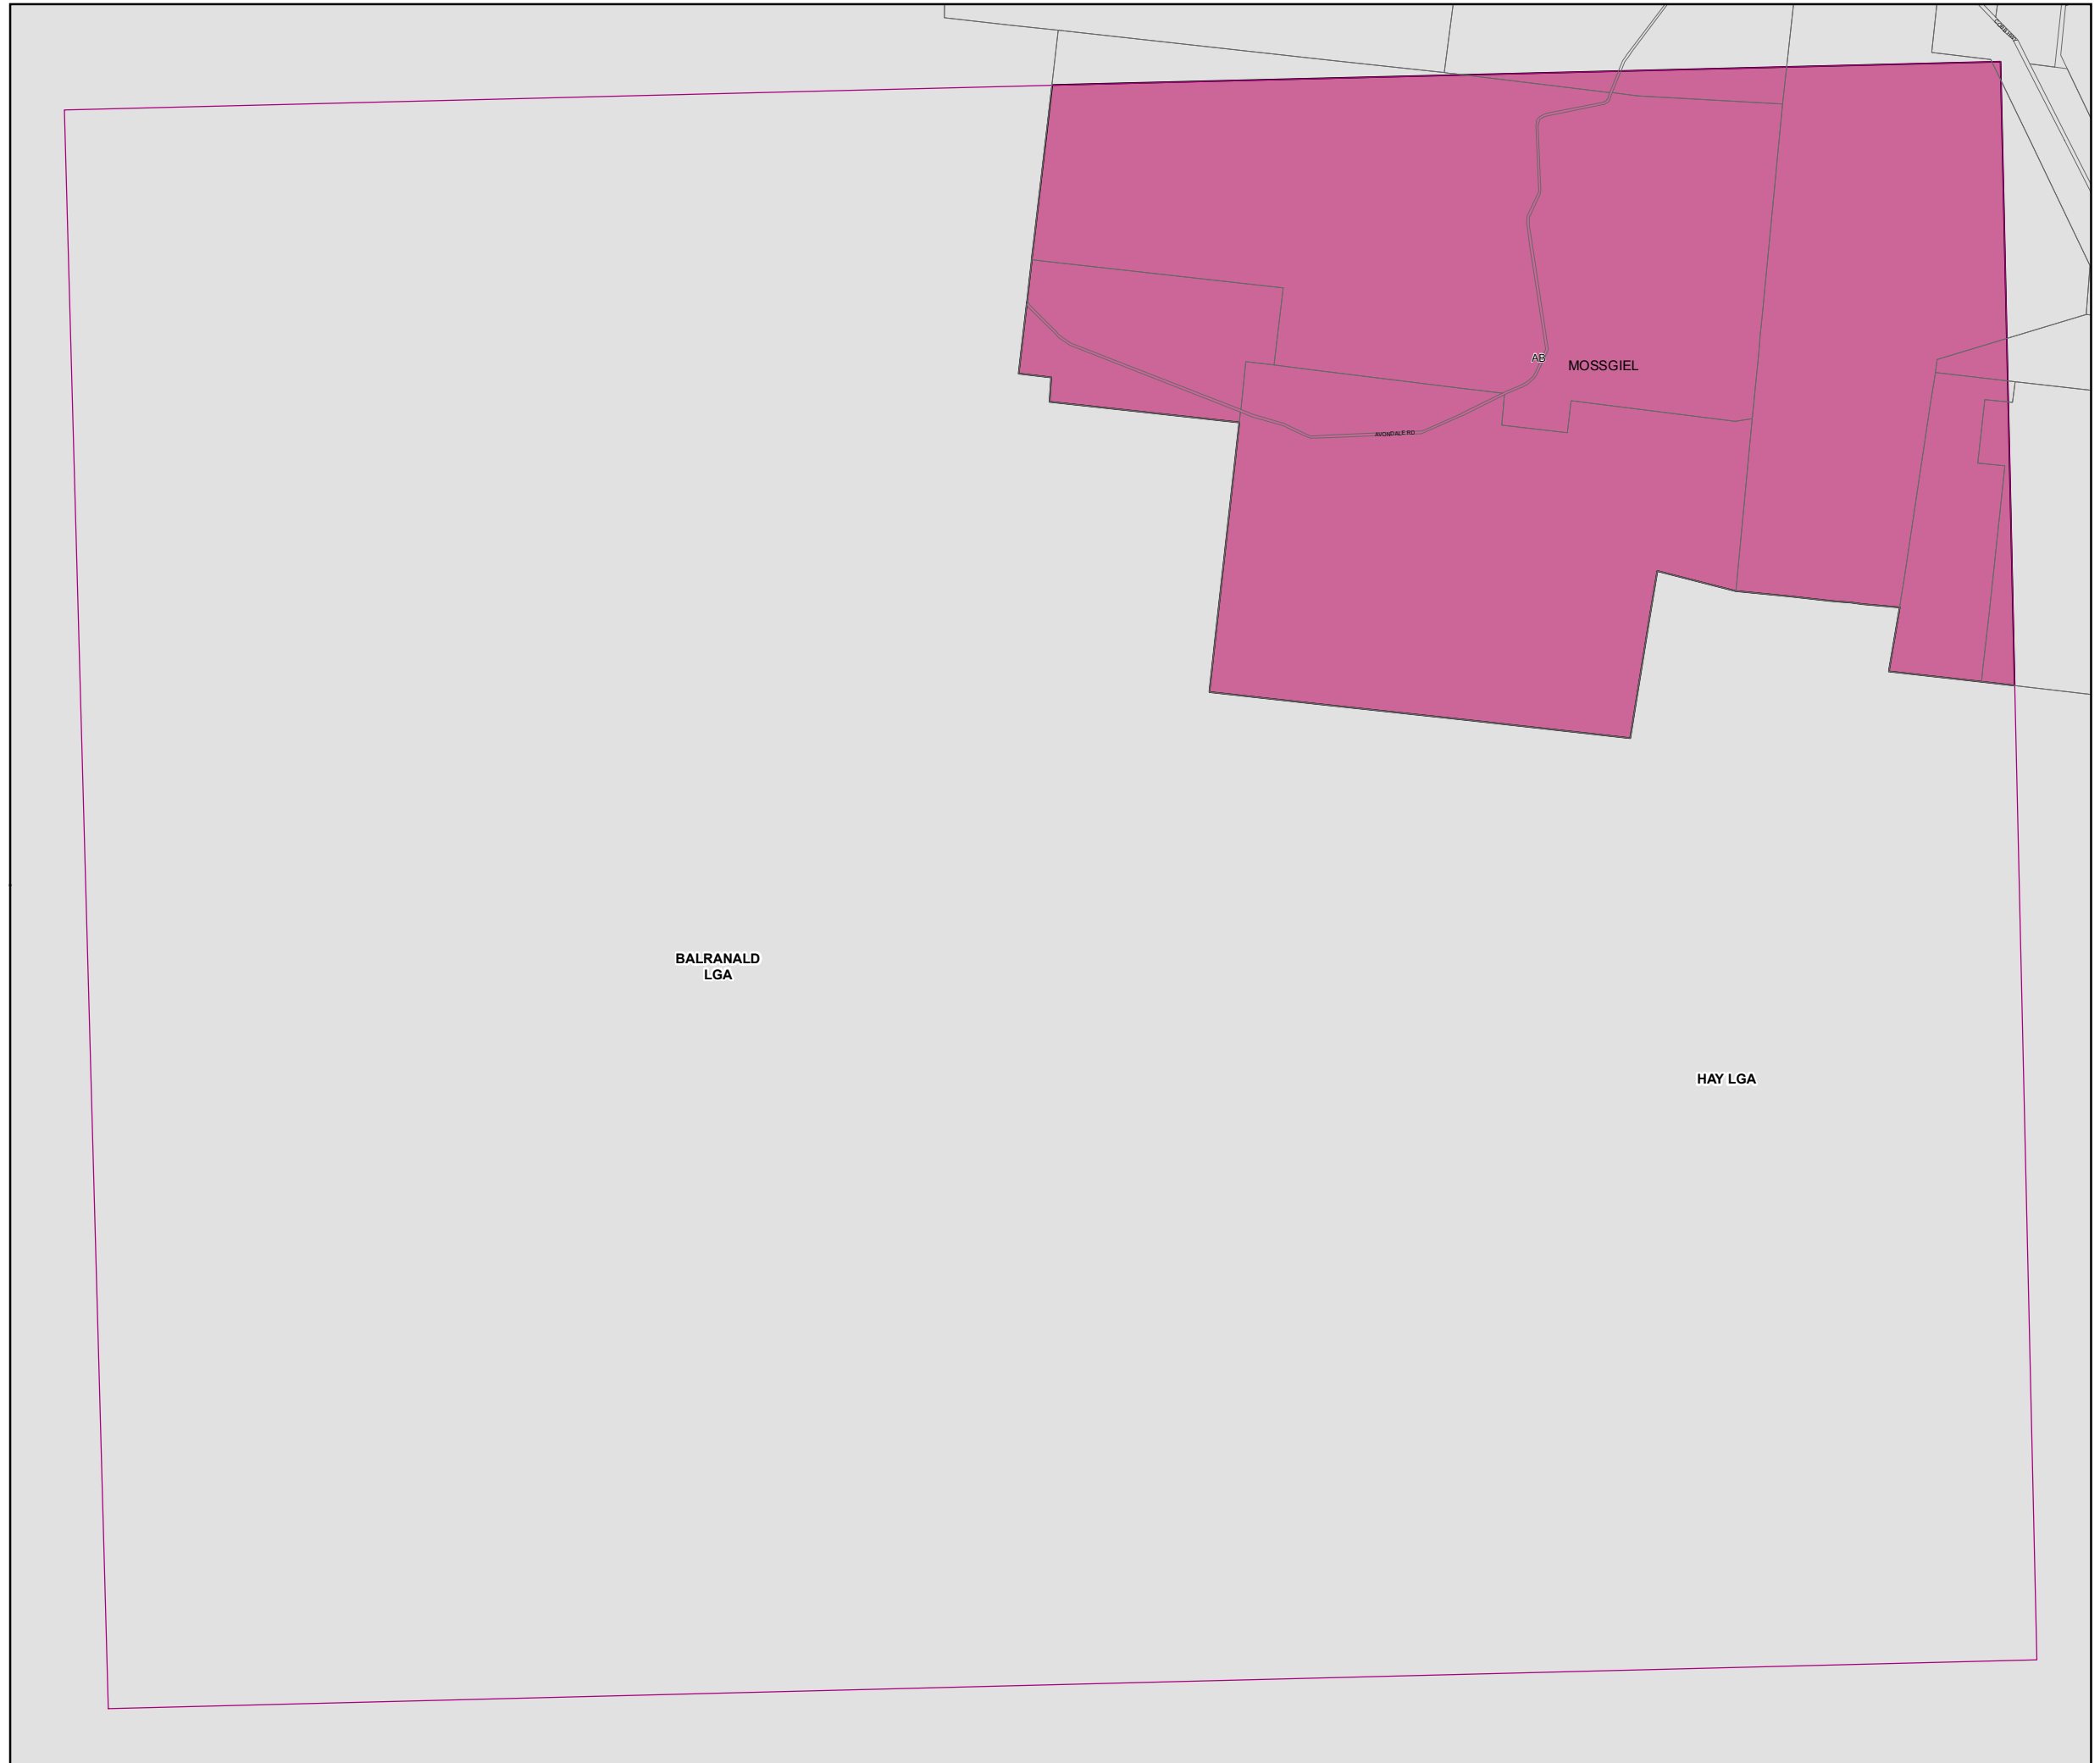 AB
MOSSGIEL
AVONDALE RD
BALRANALD
LGA
HAY LGA